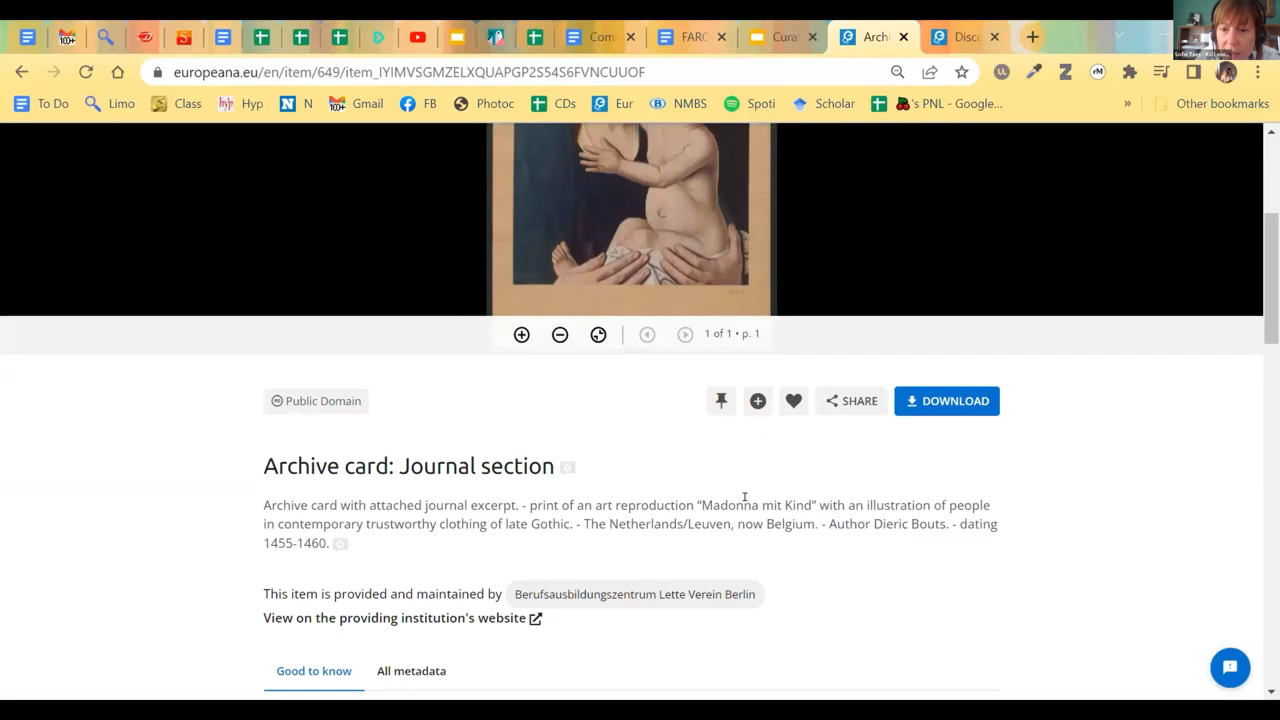 Com
FARO
Cura
Archi
Disc
europeana.eu/en/item/649/item_IYIMVSGMZELXQUAPGP2S54S6FVNCUUOF
To Do
Limo
Class
hyp Hyp
N
100+ Gmail
FB
Photoc
CDs
Eur
NMBS
Spoti
Scholar
's PNL - Google...
»
Other bookmarks
1 of 1 • p. 1
Public Domain
SHARE
DOWNLOAD
Archive card: Journal section
Archive card with attached journal excerpt. - print of an art reproduction “Madonna mit Kind” with an illustration of people
in contemporary trustworthy clothing of late Gothic. - The Netherlands/Leuven, now Belgium. - Author Dieric Bouts. - dating
1455-1460.
This item is provided and maintained by Berufsausbildungszentrum Lette Verein Berlin
View on the providing institution's website
Good to know All metadata